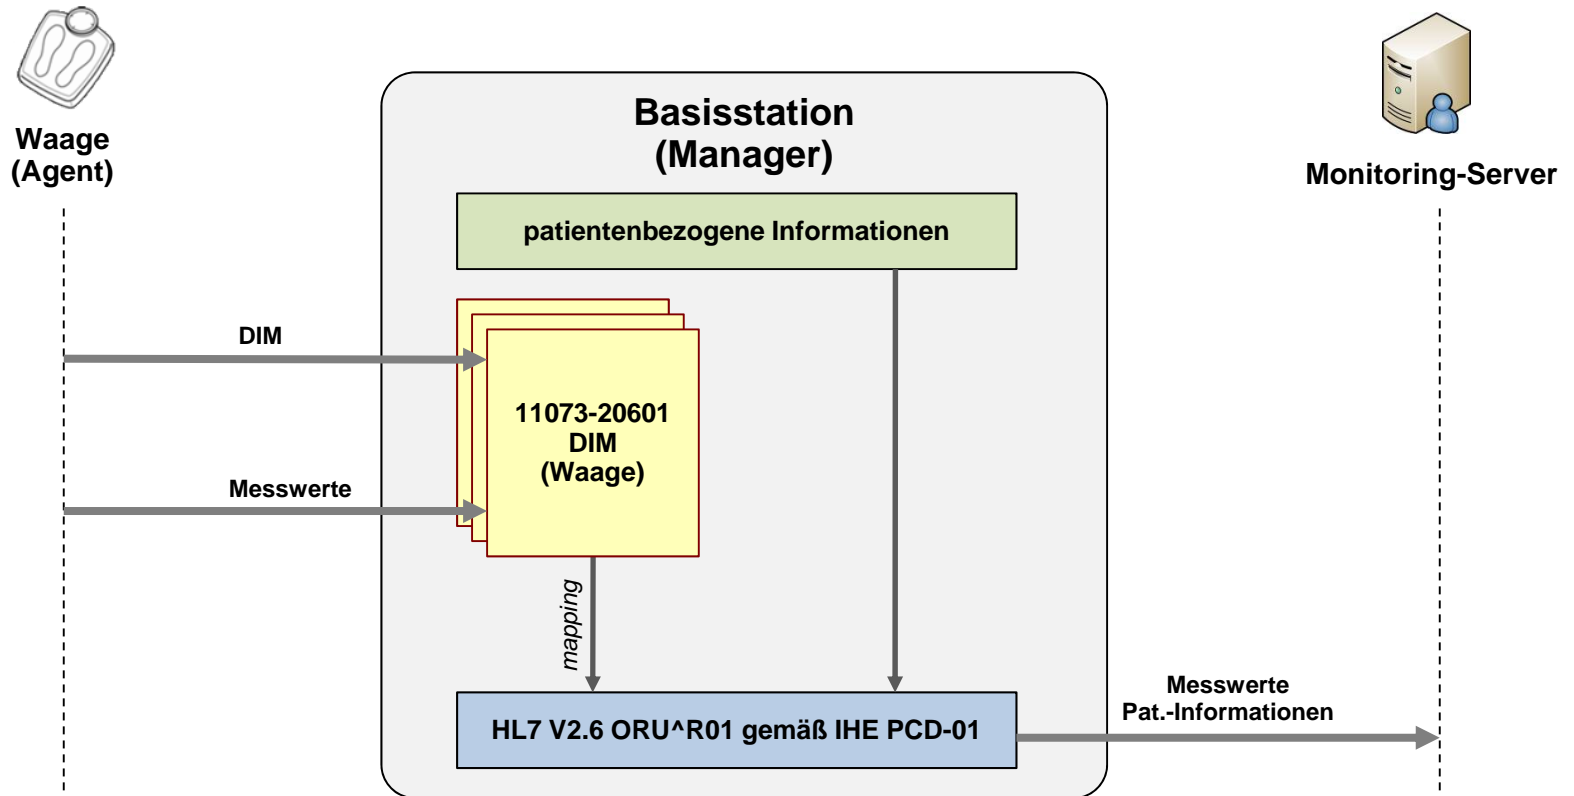 Waage
(Agent)
Basisstation
(Manager)
Monitoring-Server
patientenbezogene Informationen
DIM
11073-20601
DIM
(Waage)
Messwerte
mapping
HL7 V2.6 ORU^R01 gemäß IHE PCD-01
Messwerte
Pat.-Informationen